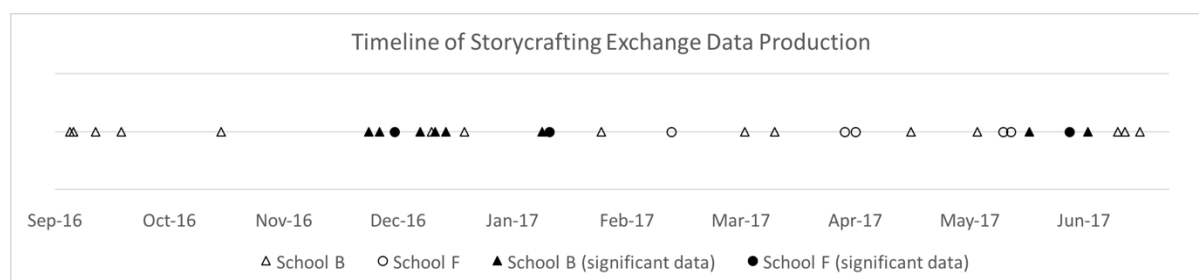 Timeline of Storycrafting Exchange Data Production
Sep-16 Oct-16 Nov-16 Dec-16 Jan-17 Feb-17 Mar-17 Apr-17 May-17 Jun-17
School B School F School B (significant data) School F (significant data)